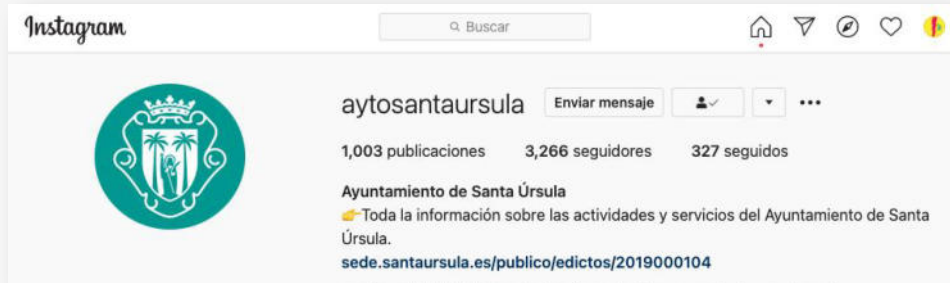 Instagram
Buscar
aytosantaursula
Enviar mensaje
1,003 publicaciones 3,266 seguidores 327 seguidos
Ayuntamiento de Santa Úrsula
👉Toda la información sobre las actividades y servicios del Ayuntamiento de Santa
Úrsula.
sede.santaursula.es/publico/edictos/2019000104